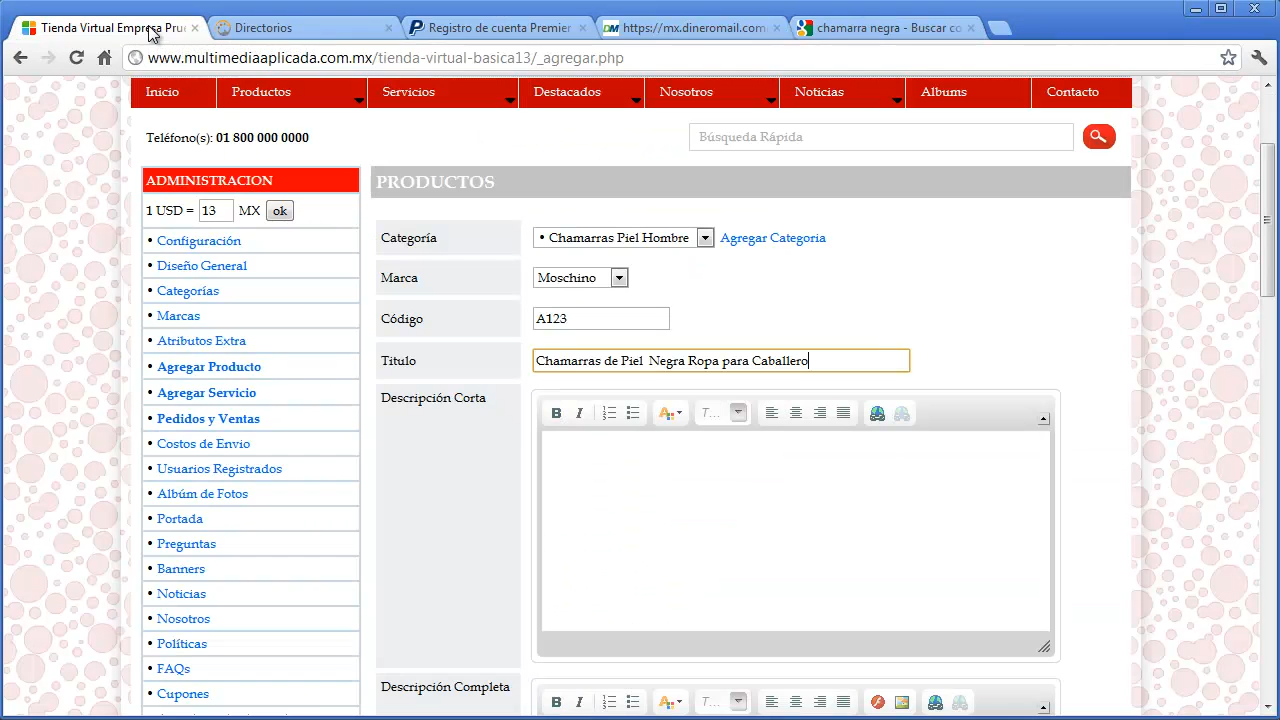 Tienda Virtual Empresa Pru
Directorios
Registro de cuenta Premier
https://mx.dineromail.com
chamarra negra - Buscar co
www.multimediaaplicada.com.mx/tienda-virtual-basica13/_agregar.php
Inicio
Productos
Servicios
Destacados
Nosotros
Noticias
Albums
Contacto
Teléfono(s): 01 800 000 0000
Búsqueda Rápida
ADMINISTRACION
1 USD = 13 MX ok
• Configuración
• Diseño General
• Categorías
• Marcas
• Atributos Extra
• Agregar Producto
• Agregar Servicio
• Pedidos y Ventas
• Costos de Envio
• Usuarios Registrados
• Albúm de Fotos
• Portada
• Preguntas
• Banners
• Noticias
• Nosotros
• Políticas
• FAQs
• Cupones
PRODUCTOS
Categoría
• Chamarras Piel Hombre
Agregar Categoria
Marca
Moschino
Código
A123
Titulo
Chamarras de Piel  Negra Ropa para Caballero
Descripción Corta
B I T...
Descripción Completa
B I T...